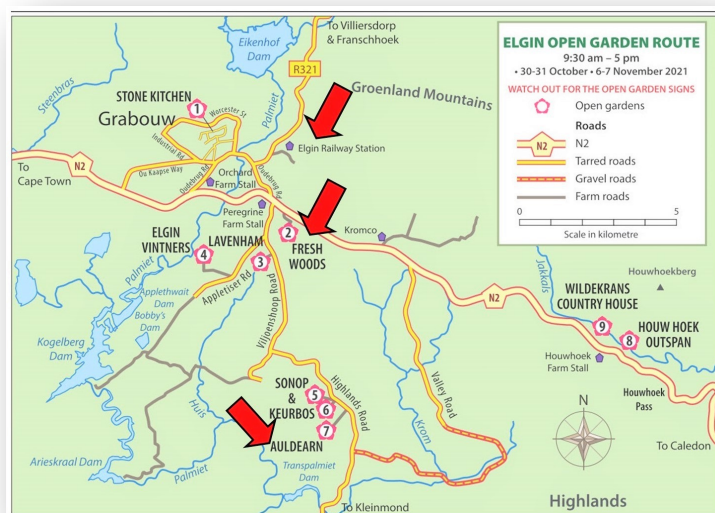 To Villiersdorp
& Franschhoek
Eikenhof
Dam
R321
Steenbras
Palmiet
Groenland Mountains
STONE KITCHEN
1
Grabouw
Worcester St
Industrial Rd
Ou Kaapse Way
Oudebrug Rd
Oudebrug Rd
Elgin Railway Station
N2
To
Cape Town
Orchard
Farm Stall
Peregrine
Farm Stall
ELGIN
VINTNERS
4
LAVENHAM
3
2
FRESH
WOODS
Kromco
Palmiet
Applethwait
Dam
Bobby's
Dam
Appletiser Rd
Viljoenshoop Road
Kogelberg
Dam
N2
Valley Road
Jakkals
Houwhoekberg
WILDEKRANS
COUNTRY HOUSE
9
8
HOUW HOEK
OUTSPAN
Houwhoek
Farm Stall
Houwhoek
Pass
To Caledon
SONOP
&
KEURBOS
5
6
7
AULDEARN
Highlands Road
Huis
Krom
Arieskraal Dam
Palmiet
Transpalmiet
Dam
To Kleinmond
Highlands
N
ELGIN OPEN GARDEN ROUTE
9:30 am – 5 pm
• 30-31 October • 6-7 November 2021
WATCH OUT FOR THE OPEN GARDEN SIGNS
Open gardens
Roads
N2
N2
Tarred roads
Gravel roads
Farm roads
0
5
Scale in kilometre